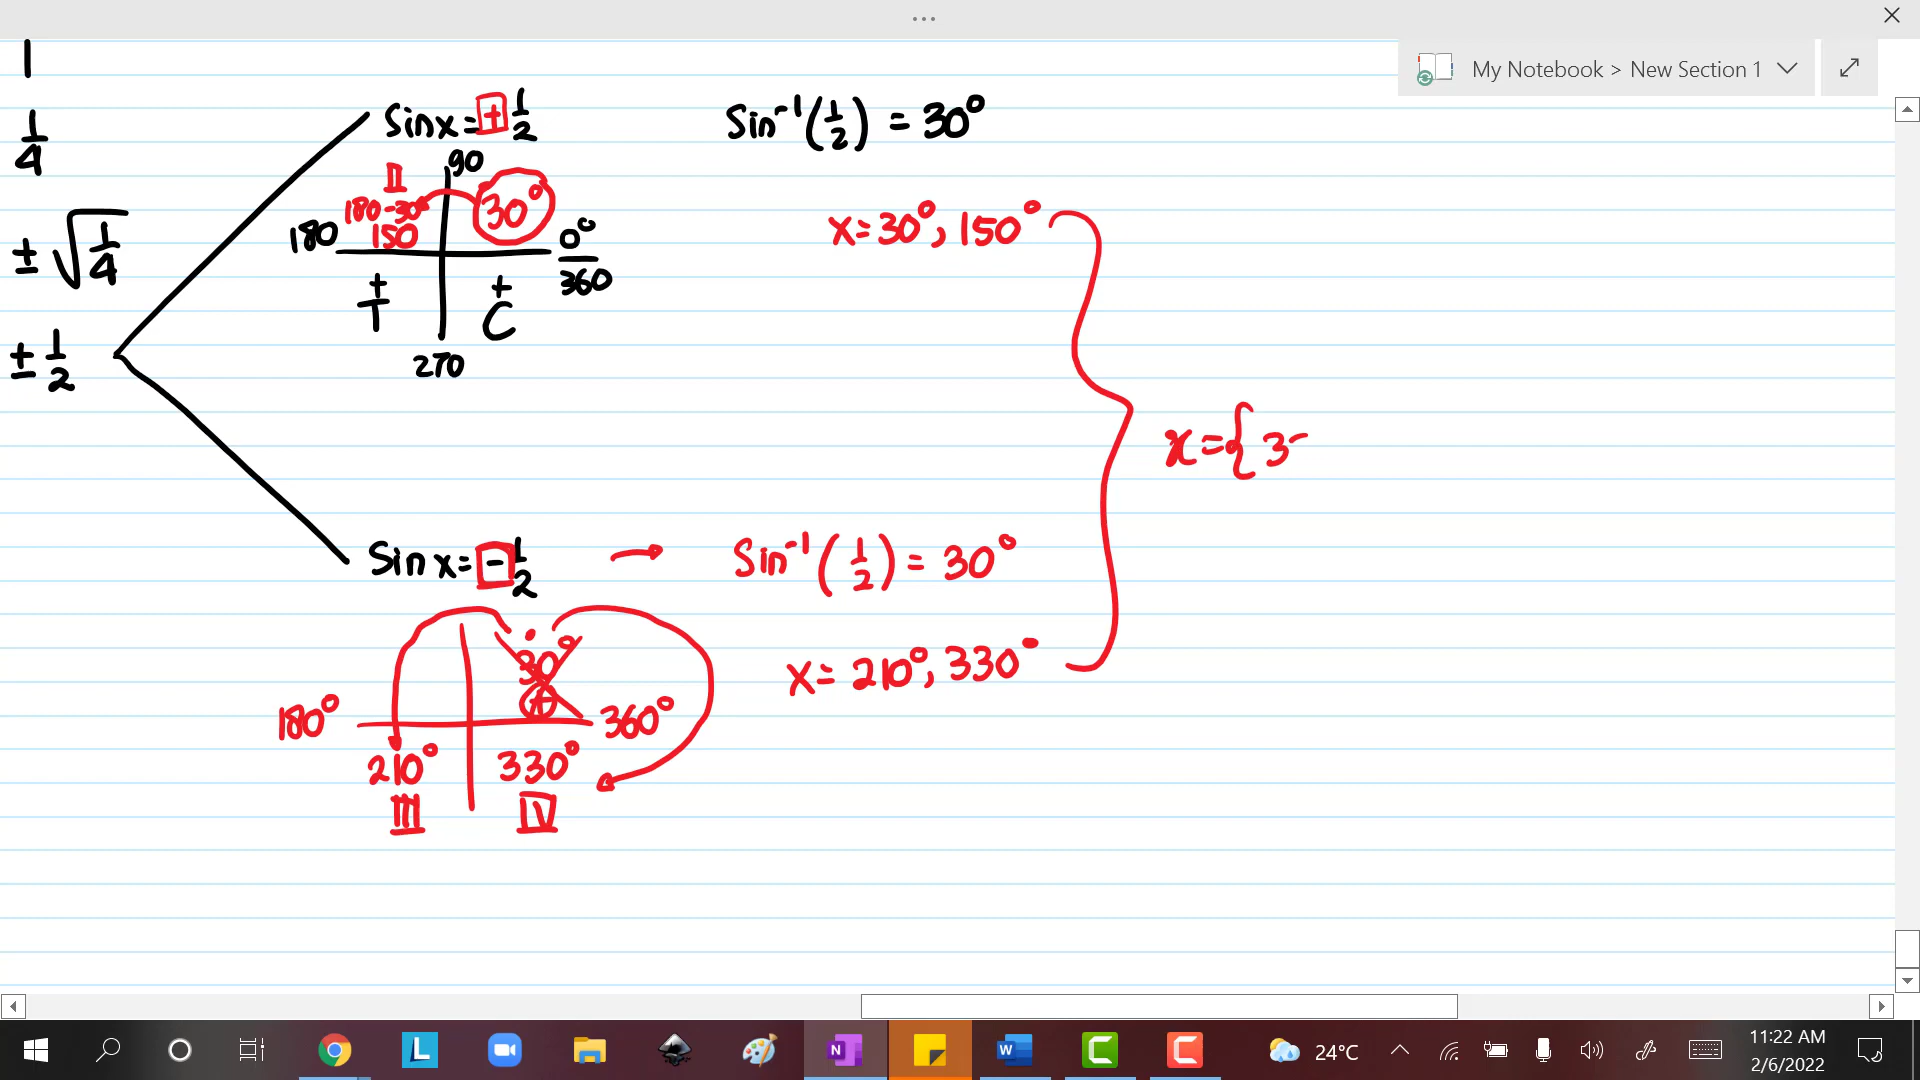 My Notebook > New Section 1
1
1/4
± √1/4
± 1/2
Sin x = + 1/2
Sin⁻¹(1/2) = 30°
90
II
180-30°
150
30°
180
0°
360
+
T
+
C
270
x = 30°, 150°
x = { 3
Sin x = - 1/2
Sin⁻¹(1/2) = 30°
30°
+
180°
360°
210°
330°
III
IV
x = 210°, 330°
24°C
11:22 AM
2/6/2022